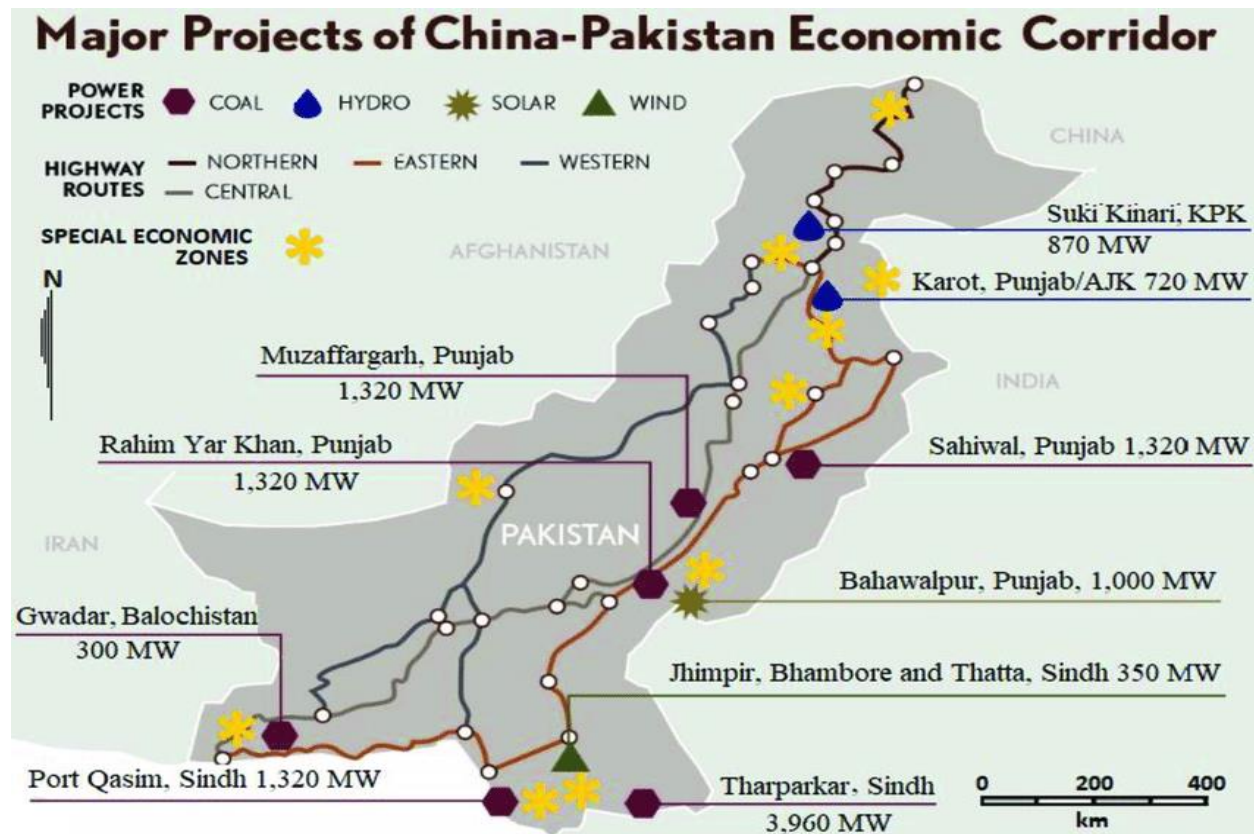 Major Projects of China-Pakistan Economic Corridor
POWER
PROJECTS
COAL
HYDRO
SOLAR
WIND
HIGHWAY
ROUTES
NORTHERN
EASTERN
WESTERN
CENTRAL
SPECIAL ECONOMIC
ZONES
N
CHINA
AFGHANISTAN
Suki Kinari, KPK
870 MW
Karot, Punjab/AJK 720 MW
Muzaffargarh, Punjab
1,320 MW
INDIA
Rahim Yar Khan, Punjab
1,320 MW
Sahiwal, Punjab 1,320 MW
IRAN
PAKISTAN
Bahawalpur, Punjab, 1,000 MW
Gwadar, Balochistan
300 MW
Jhimpir, Bhambore and Thatta, Sindh 350 MW
Port Qasim, Sindh 1,320 MW
Tharparkar, Sindh
3,960 MW
0 200 400
km